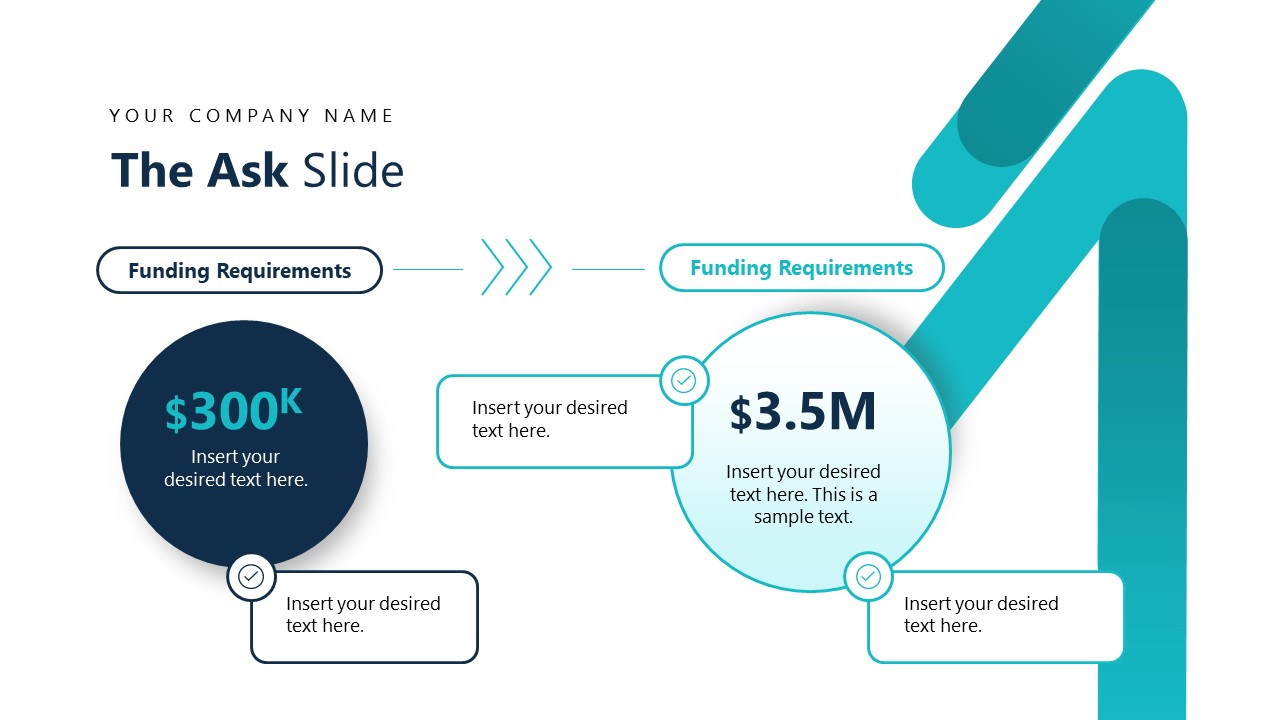 YOUR COMPANY NAME
The Ask Slide
Funding Requirements
Funding Requirements
$300K
Insert your
desired text here.
Insert your desired
text here.
Insert your desired
text here.
$3.5M
Insert your desired
text here. This is a
sample text.
Insert your desired
text here.